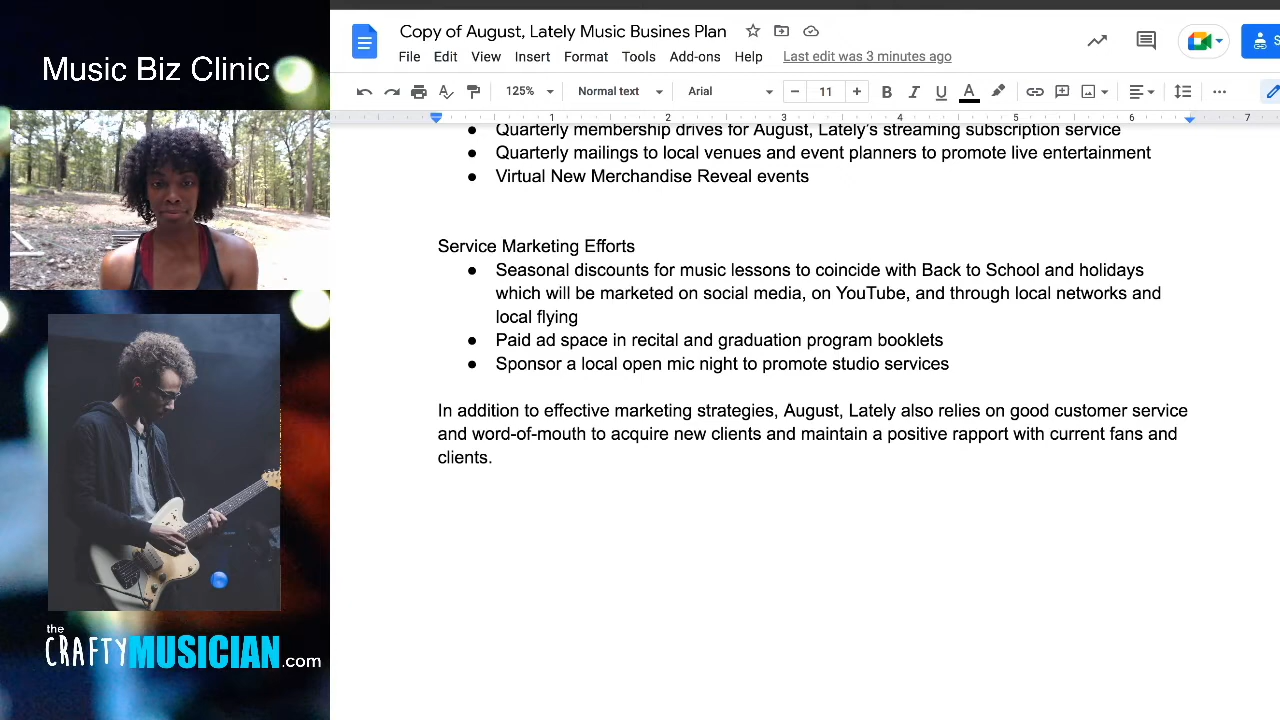 Music Biz Clinic
the
CRAFTYMUSICIAN.com
Copy of August, Lately Music Busines Plan
File Edit View Insert Format Tools Add-ons Help Last edit was 3 minutes ago
125% Normal text Arial 11 B I U A
1 2 3 4 5 6 7
Quarterly membership drives for August, Lately's streaming subscription service
● Quarterly mailings to local venues and event planners to promote live entertainment
● Virtual New Merchandise Reveal events
Service Marketing Efforts
● Seasonal discounts for music lessons to coincide with Back to School and holidays
which will be marketed on social media, on YouTube, and through local networks and
local flying
● Paid ad space in recital and graduation program booklets
● Sponsor a local open mic night to promote studio services
In addition to effective marketing strategies, August, Lately also relies on good customer service
and word-of-mouth to acquire new clients and maintain a positive rapport with current fans and
clients.